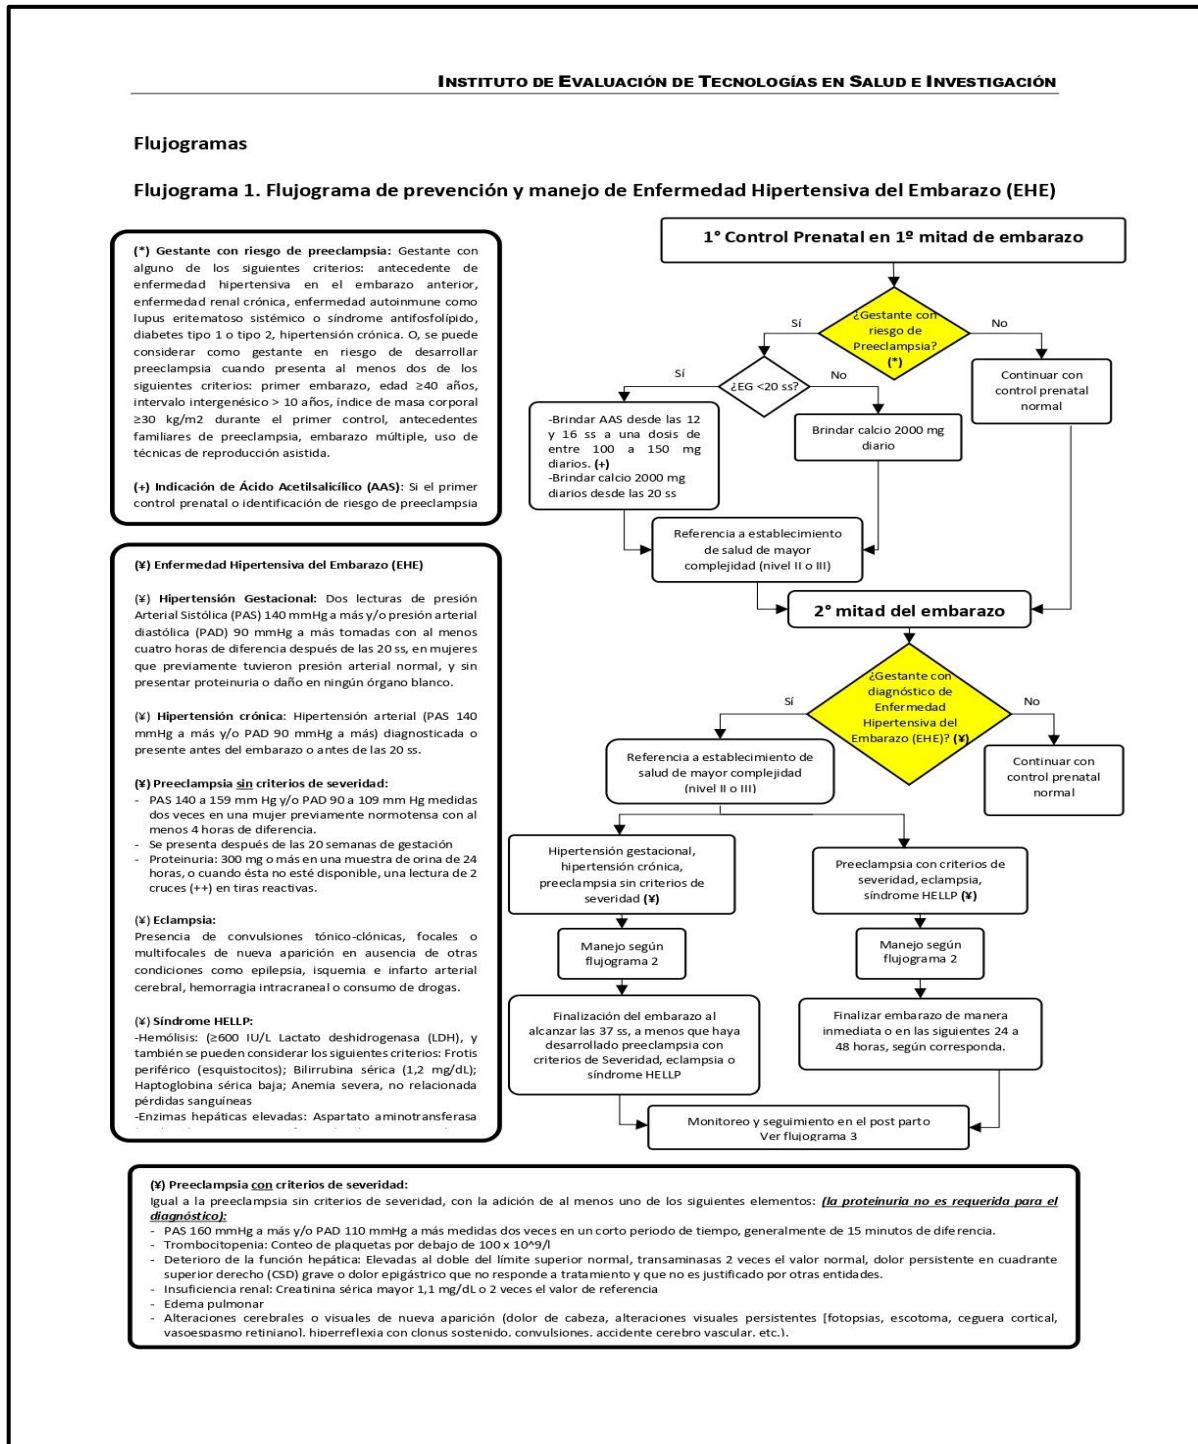 INSTITUTO DE EVALUACIÓN DE TECNOLOGÍAS EN SALUD E INVESTIGACIÓN
Flujogramas
Flujograma 1. Flujograma de prevención y manejo de Enfermedad Hipertensiva del Embarazo (EHE)
(*) Gestante con riesgo de preeclampsia: Gestante con
alguno de los siguientes criterios: antecedente de
enfermedad hipertensiva en el embarazo anterior,
enfermedad renal crónica, enfermedad autoinmune como
lupus eritematoso sistémico o síndrome antifosfolípido,
diabetes tipo 1 o tipo 2, hipertensión crónica. O, se puede
considerar como gestante en riesgo de desarrollar
preeclampsia cuando presenta al menos dos de los
siguientes criterios: primer embarazo, edad ≥40 años,
intervalo intergenésico > 10 años, índice de masa corporal
≥30 kg/m2 durante el primer control, antecedentes
familiares de preeclampsia, embarazo múltiple, uso de
técnicas de reproducción asistida.
(+) Indicación de Ácido Acetilsalicílico (AAS): Si el primer
control prenatal o identificación de riesgo de preeclampsia
(¥) Enfermedad Hipertensiva del Embarazo (EHE)
(¥) Hipertensión Gestacional: Dos lecturas de presión
Arterial Sistólica (PAS) 140 mmHg a más y/o presión arterial
diastólica (PAD) 90 mmHg a más tomadas con al menos
cuatro horas de diferencia después de las 20 ss, en mujeres
que previamente tuvieron presión arterial normal, y sin
presentar proteinuria o daño en ningún órgano blanco.
(¥) Hipertensión crónica: Hipertensión arterial (PAS 140
mmHg a más y/o PAD 90 mmHg a más) diagnosticada o
presente antes del embarazo o antes de las 20 ss.
(¥) Preeclampsia sin criterios de severidad:
- PAS 140 a 159 mm Hg y/o PAD 90 a 109 mm Hg medidas
dos veces en una mujer previamente normotensa con al
menos 4 horas de diferencia.
- Se presenta después de las 20 semanas de gestación
- Proteinuria: 300 mg o más en una muestra de orina de 24
horas, o cuando ésta no esté disponible, una lectura de 2
cruces (++) en tiras reactivas.
(¥) Eclampsia:
Presencia de convulsiones tónico-clónicas, focales o
multifocales de nueva aparición en ausencia de otras
condiciones como epilepsia, isquemia e infarto arterial
cerebral, hemorragia intracraneal o consumo de drogas.
(¥) Síndrome HELLP:
-Hemólisis: (≥600 IU/L Lactato deshidrogenasa (LDH), y
también se pueden considerar los siguientes criterios: Frotis
periférico (esquistocitos); Bilirrubina sérica (1,2 mg/dL);
Haptoglobina sérica baja; Anemia severa, no relacionada
pérdidas sanguíneas
-Enzimas hepáticas elevadas: Aspartato aminotransferasa
1° Control Prenatal en 1º mitad de embarazo
¿Gestante con
riesgo de
Preeclampsia?
(*)
Sí
No
¿EG <20 ss?
Sí
No
Continuar con
control prenatal
normal
-Brindar AAS desde las 12
y 16 ss a una dosis de
entre 100 a 150 mg
diarios. (+)
-Brindar calcio 2000 mg
diarios desde las 20 ss
Brindar calcio 2000 mg
diario
Referencia a establecimiento
de salud de mayor
complejidad (nivel II o III)
2° mitad del embarazo
¿Gestante con
diagnóstico de
Enfermedad
Hipertensiva del
Embarazo (EHE)? (¥)
Sí
No
Referencia a establecimiento de
salud de mayor complejidad
(nivel II o III)
Continuar con
control prenatal
normal
Hipertensión gestacional,
hipertensión crónica,
preeclampsia sin criterios de
severidad (¥)
Preeclampsia con criterios de
severidad, eclampsia,
síndrome HELLP (¥)
Manejo según
flujograma 2
Manejo según
flujograma 2
Finalización del embarazo al
alcanzar las 37 ss, a menos que haya
desarrollado preeclampsia con
criterios de Severidad, eclampsia o
síndrome HELLP
Finalizar embarazo de manera
inmediata o en las siguientes 24 a
48 horas, según corresponda.
Monitoreo y seguimiento en el post parto
Ver flujograma 3
(¥) Preeclampsia con criterios de severidad:
Igual a la preeclampsia sin criterios de severidad, con la adición de al menos uno de los siguientes elementos: (la proteinuria no es requerida para el
diagnóstico):
- PAS 160 mmHg a más y/o PAD 110 mmHg a más medidas dos veces en un corto periodo de tiempo, generalmente de 15 minutos de diferencia.
- Trombocitopenia: Conteo de plaquetas por debajo de 100 x 10^9/l
- Deterioro de la función hepática: Elevadas al doble del límite superior normal, transaminasas 2 veces el valor normal, dolor persistente en cuadrante
superior derecho (CSD) grave o dolor epigástrico que no responde a tratamiento y que no es justificado por otras entidades.
- Insuficiencia renal: Creatinina sérica mayor 1,1 mg/dL o 2 veces el valor de referencia
- Edema pulmonar
- Alteraciones cerebrales o visuales de nueva aparición (dolor de cabeza, alteraciones visuales persistentes [fotopsias, escotoma, ceguera cortical,
vasoespasmo retiniano], hiperreflexia con clonus sostenido, convulsiones, accidente cerebro vascular, etc.).